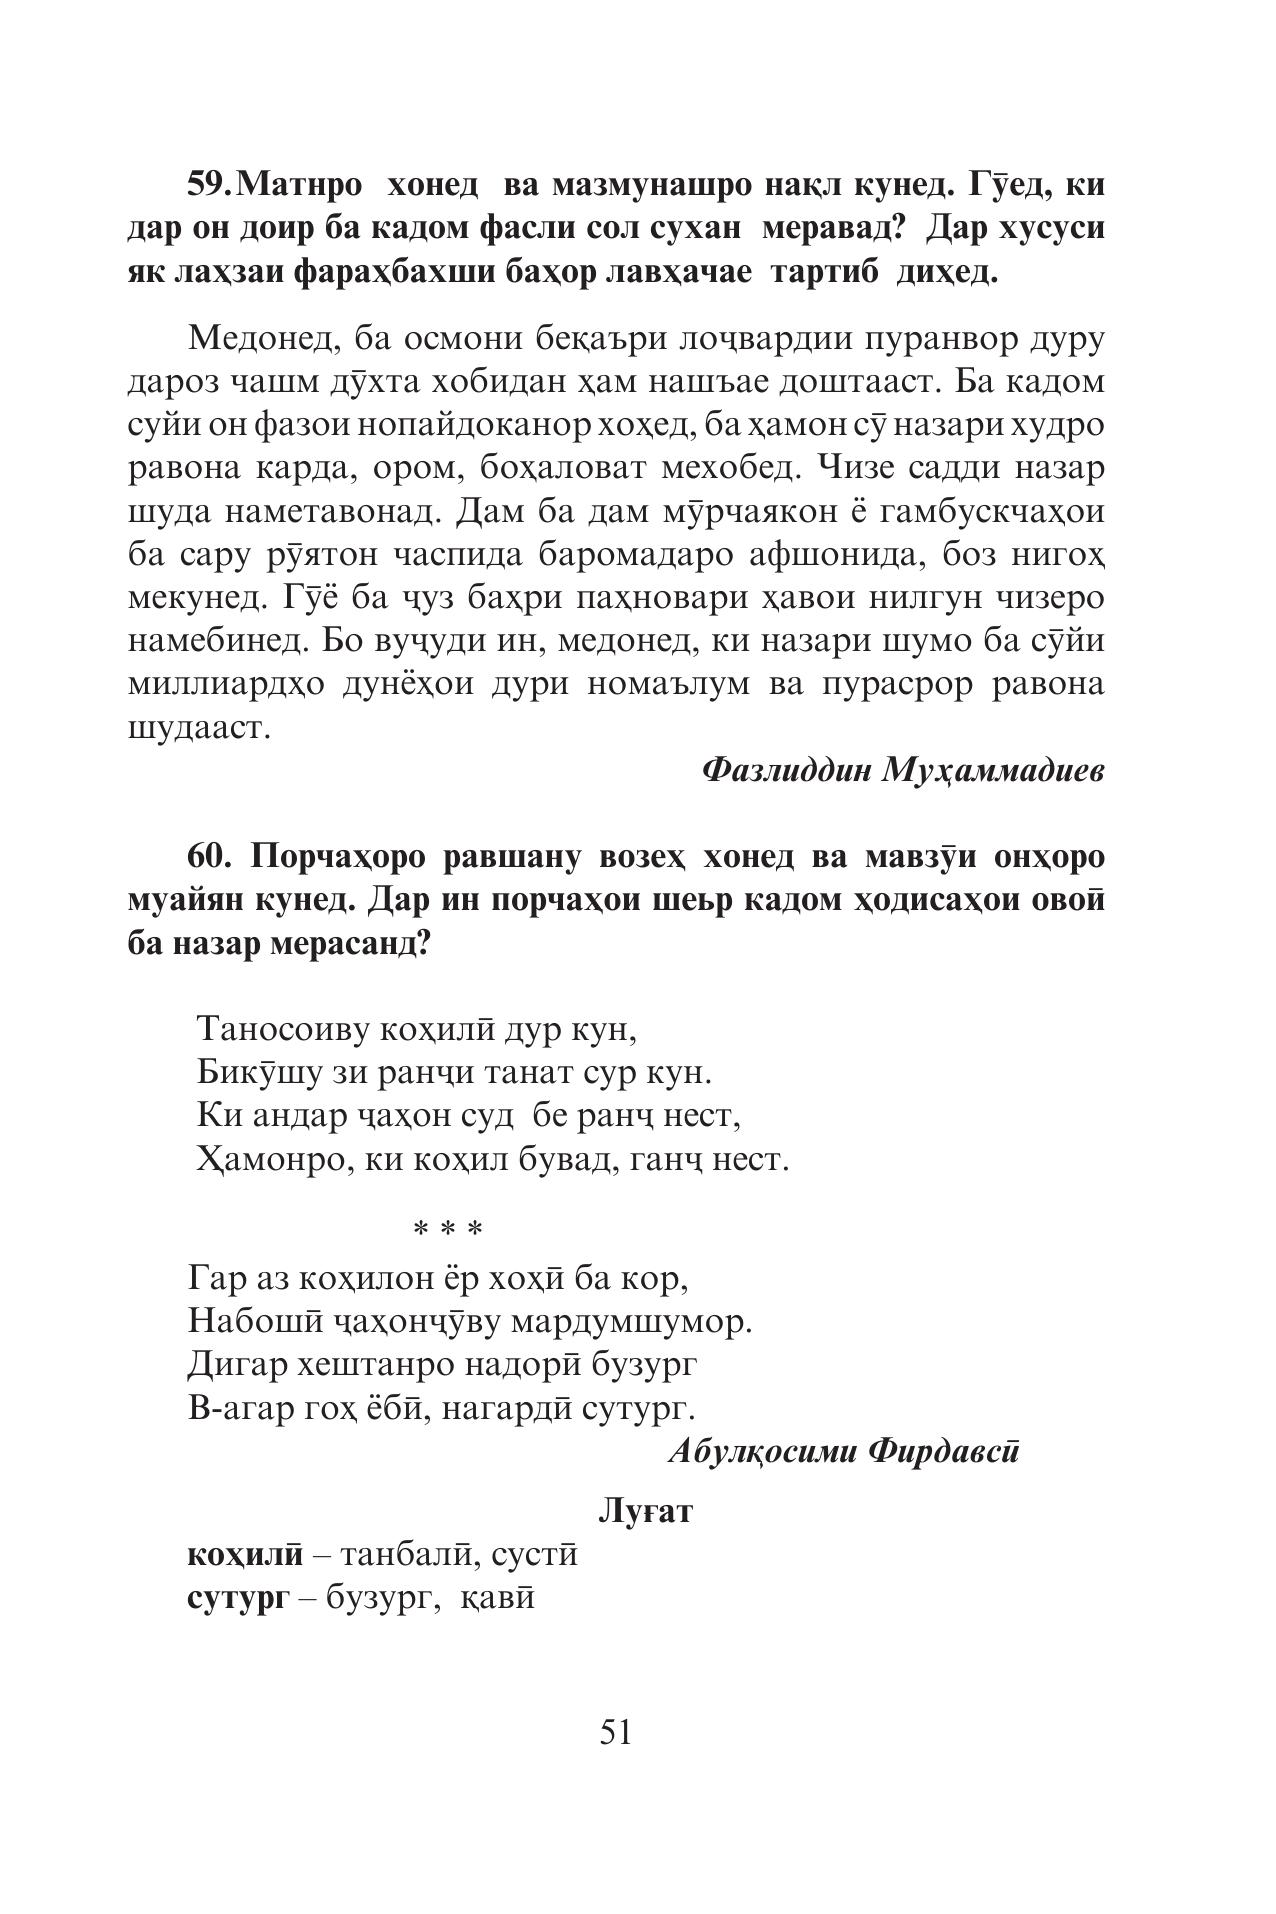 59. Матнро хонед ва мазмунашро нақл кунед. Гӯед, ки
дар он доир ба кадом фасли сол сухан меравад? Дар хусуси
як лаҳзаи фараҳбахши баҳор лавҳачае тартиб диҳед.
Медонед, ба осмони беқаъри лоҷвардии пуранвор дуру
дароз чашм дӯхта хобидан ҳам нашъае доштааст. Ба кадом
суйи он фазои нопайдоканор хоҳед, ба ҳамон сӯ назари худро
равона карда, ором, боҳаловат мехобед. Чизе садди назар
шуда наметавонад. Дам ба дам мӯрчаякон ё гамбускчаҳои
ба сару рӯятон часпида баромадаро афшонида, боз нигоҳ
мекунед. Гӯё ба ҷуз баҳри паҳновари ҳавои нилгун чизеро
намебинед. Бо вуҷуди ин, медонед, ки назари шумо ба сӯйи
миллиардҳо дунёҳои дури номаълум ва пурасрор равона
шудааст.
Фазлиддин Муҳаммадиев
60. Порчаҳоро равшану возеҳ хонед ва мавзӯи онҳоро
муайян кунед. Дар ин порчаҳои шеьр кадом ҳодисаҳои овоӣ
ба назар мерасанд?
Таносоиву коҳилӣ дур кун,
Бикӯшу зи ранҷи танат сур кун.
Ки андар ҷаҳон суд бе ранҷ нест,
Ҳамонро, ки коҳил бувад, ганҷ нест.
* * *
Гар аз коҳилон ёр хоҳӣ ба кор,
Набошӣ ҷаҳонҷӯву мардумшумор.
Дигар хештанро надорӣ бузург
В-агар гоҳ ёбӣ, нагардӣ сутург.
Абулқосими Фирдавсӣ
Луғат
коҳилӣ – танбалӣ, сустӣ
сутург – бузург, қавӣ
51